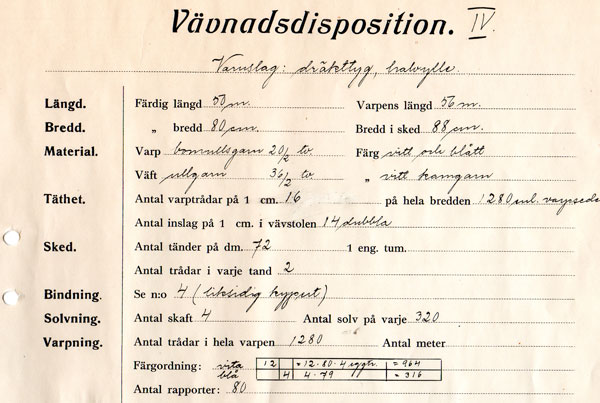 Vävnadsdisposition. IV.
Varuslag: dräkttyg, halvylle
Längd. Färdig längd 50 m. Varpens längd 56 m.
Bredd. „ bredd 80 cm. Bredd i sked 88 cm.
Material. Varp bomullsgarn 20/2 tv. Färg vitt och blått
Väft ullgarn 36/2 tv. „ vitt kamgarn
Täthet. Antal varptrådar på 1 cm. 16 på hela bredden 1280 inl. varpseds
Antal inslag på 1 cm. i vävstolen 14 dubbla
Sked. Antal tänder på dm. 72 1 eng. tum.
Antal trådar i varje tand 2
Bindning. Se n:o 4 (liksidig kypert)
Solvning. Antal skaft 4 Antal solv på varje 320
Varpning. Antal trådar i hela varpen 1280 Antal meter
Färgordning: vita 12 = 12·80·4 = 964
blå 4 4·79 = 316
Antal rapporter: 80